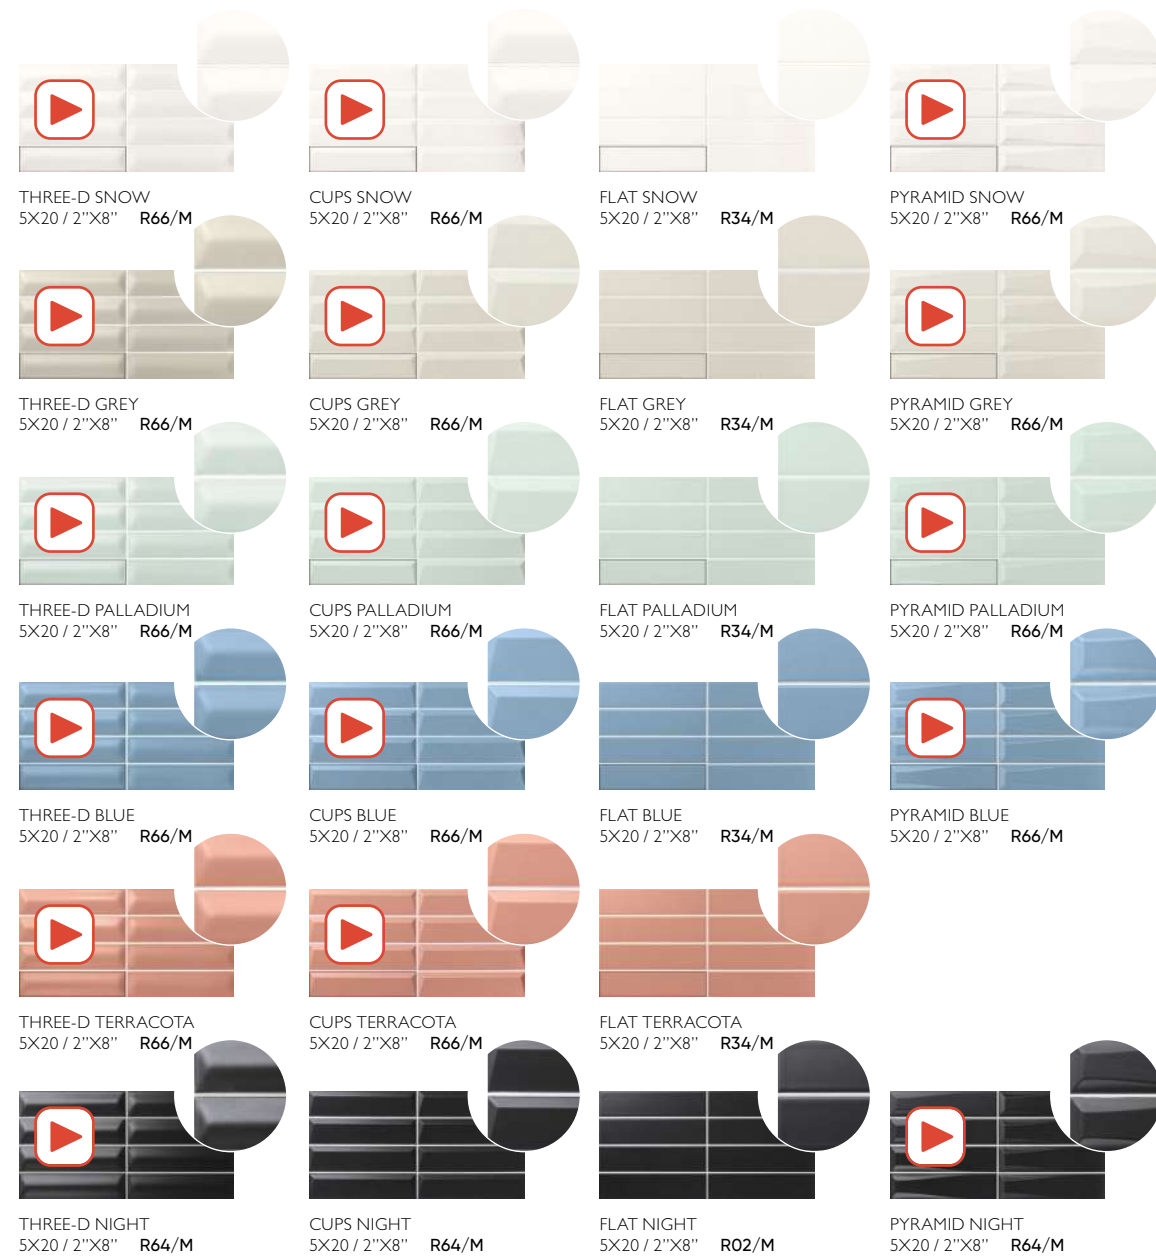 THREE-D SNOW
5X20 / 2”X8” R66/M
CUPS SNOW
5X20 / 2”X8” R66/M
FLAT SNOW
5X20 / 2”X8” R34/M
PYRAMID SNOW
5X20 / 2”X8” R66/M
THREE-D GREY
5X20 / 2”X8” R66/M
CUPS GREY
5X20 / 2”X8” R66/M
FLAT GREY
5X20 / 2”X8” R34/M
PYRAMID GREY
5X20 / 2”X8” R66/M
THREE-D PALLADIUM
5X20 / 2”X8” R66/M
CUPS PALLADIUM
5X20 / 2”X8” R66/M
FLAT PALLADIUM
5X20 / 2”X8” R34/M
PYRAMID PALLADIUM
5X20 / 2”X8” R66/M
THREE-D BLUE
5X20 / 2”X8” R66/M
CUPS BLUE
5X20 / 2”X8” R66/M
FLAT BLUE
5X20 / 2”X8” R34/M
PYRAMID BLUE
5X20 / 2”X8” R66/M
THREE-D TERRACOTA
5X20 / 2”X8” R66/M
CUPS TERRACOTA
5X20 / 2”X8” R66/M
FLAT TERRACOTA
5X20 / 2”X8” R34/M
THREE-D NIGHT
5X20 / 2”X8” R64/M
CUPS NIGHT
5X20 / 2”X8” R64/M
FLAT NIGHT
5X20 / 2”X8” R02/M
PYRAMID NIGHT
5X20 / 2”X8” R64/M